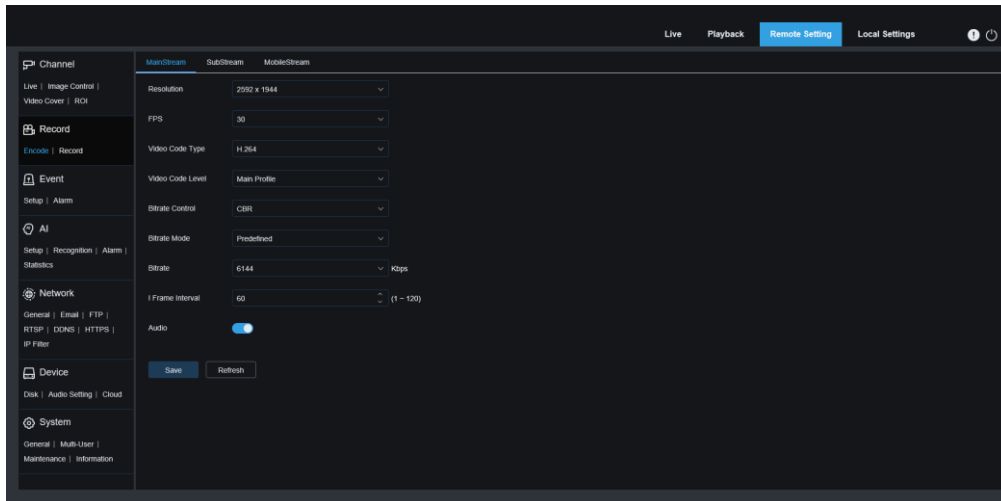 Live Playback Remote Setting Local Settings
Channel
Live | Image Control |
Video Cover | ROI
Record
Encode | Record
Event
Setup | Alarm
AI
Setup | Recognition | Alarm |
Statistics
Network
General | Email | FTP |
RTSP | DDNS | HTTPS |
IP Filter
Device
Disk | Audio Setting | Cloud
System
General | Multi-User |
Maintenance | Information
MainStream SubStream MobileStream
Resolution 2592 x 1944
FPS 30
Video Code Type H.264
Video Code Level Main Profile
Bitrate Control CBR
Bitrate Mode Predefined
Bitrate 6144 Kbps
I Frame Interval 60 (1 ~ 120)
Audio
Save Refresh